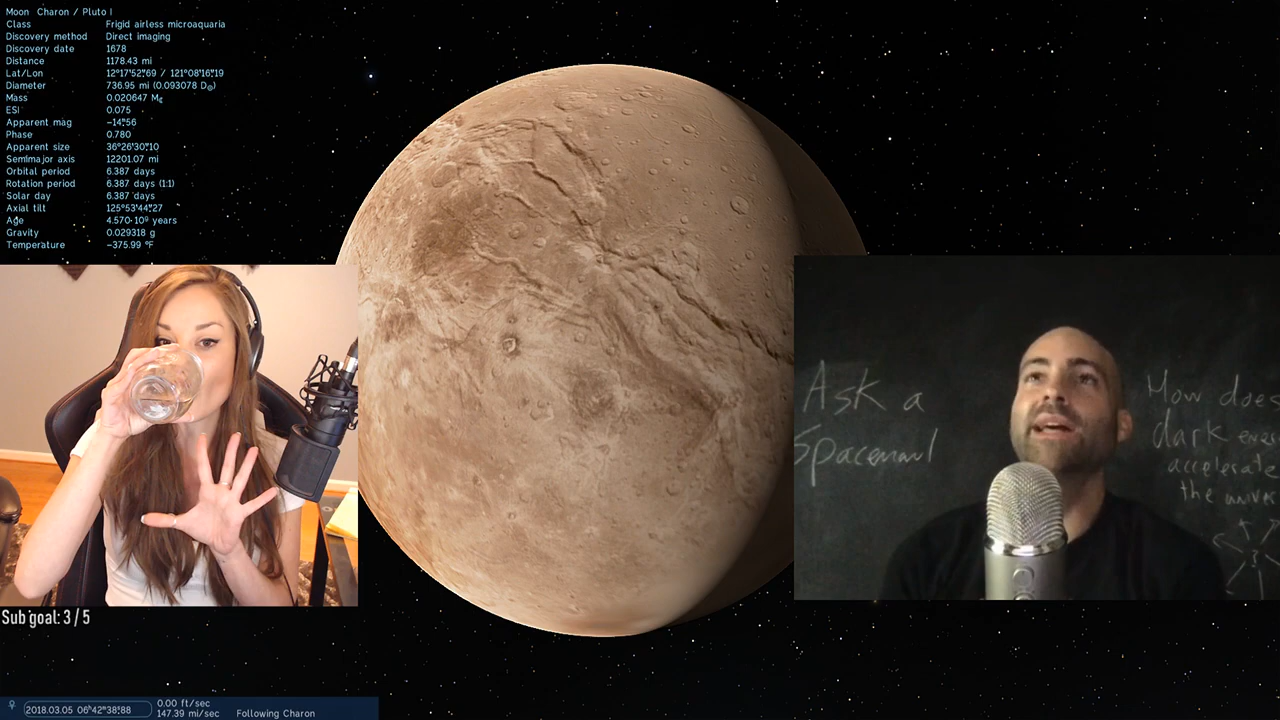 Moon Charon / Pluto I
Class Frigid airless microaquaria
Discovery method Direct imaging
Discovery date 1678
Distance 1178.43 mi
Lat/Lon 12°17'52"69 / 121°08'16"19
Diameter 736.95 mi (0.093078 D⊕)
Mass 0.020647 M
ESI 0.075
Apparent mag −14.56
Phase 0.780
Apparent size 36°26'30"10
Semimajor axis 12201.07 mi
Orbital period 6.387 days
Rotation period 6.387 days (1:1)
Solar day 6.387 days
Axial tilt 125°53'44"27
Age 4.570·10⁹ years
Gravity 0.029318 g
Temperature −375.99 °F
Ask a
Spaceman!
How does
dark ener
accelerate
the univer
?
Sub goal: 3 / 5
2018.03.05 06:42:38.88
0.00 ft/sec
147.39 mi/sec Following Charon